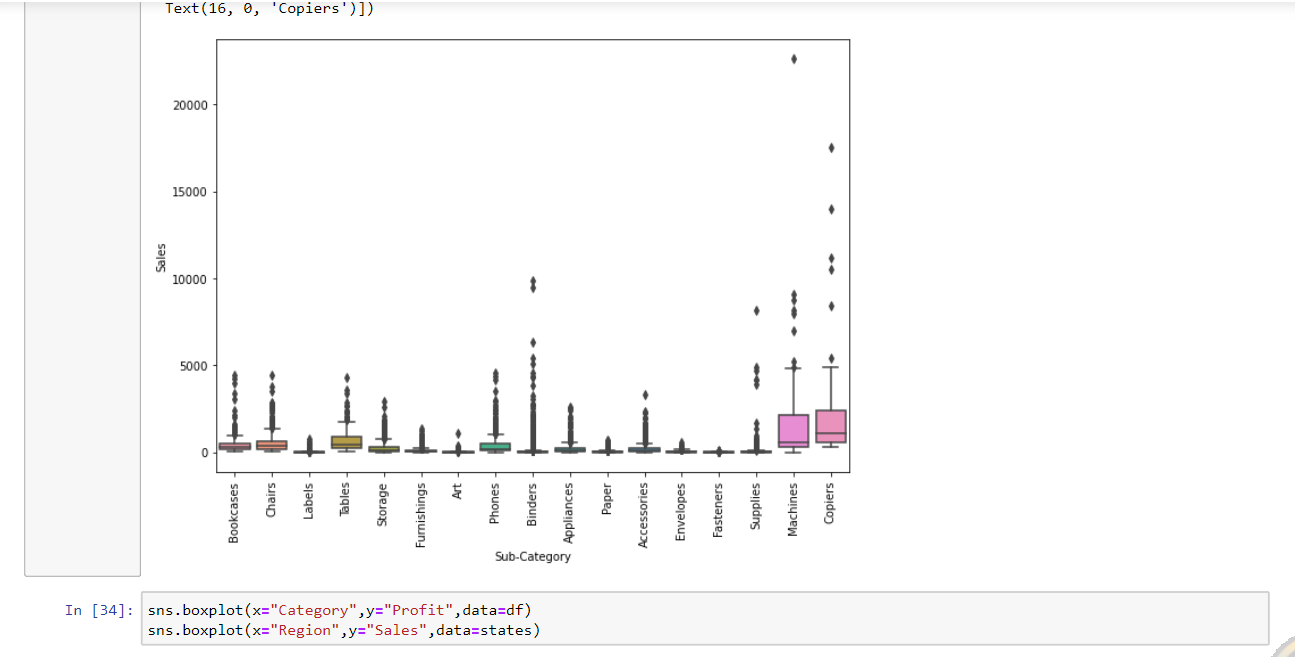 Text(16, 0, 'Copiers')])
20000
15000
10000
5000
0
Sales
Bookcases
Chairs
Labels
Tables
Storage
Furnishings
Art
Phones
Binders
Appliances
Paper
Accessories
Envelopes
Fasteners
Supplies
Machines
Copiers
Sub-Category
In [34]: sns.boxplot(x="Category",y="Profit",data=df)
sns.boxplot(x="Region",y="Sales",data=states)